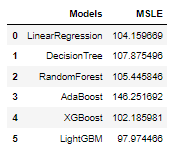 Models MSLE
0 LinearRegression 104.159669
1 DecisionTree 107.875496
2 RandomForest 105.445846
3 AdaBoost 146.251692
4 XGBoost 102.185981
5 LightGBM 97.974466